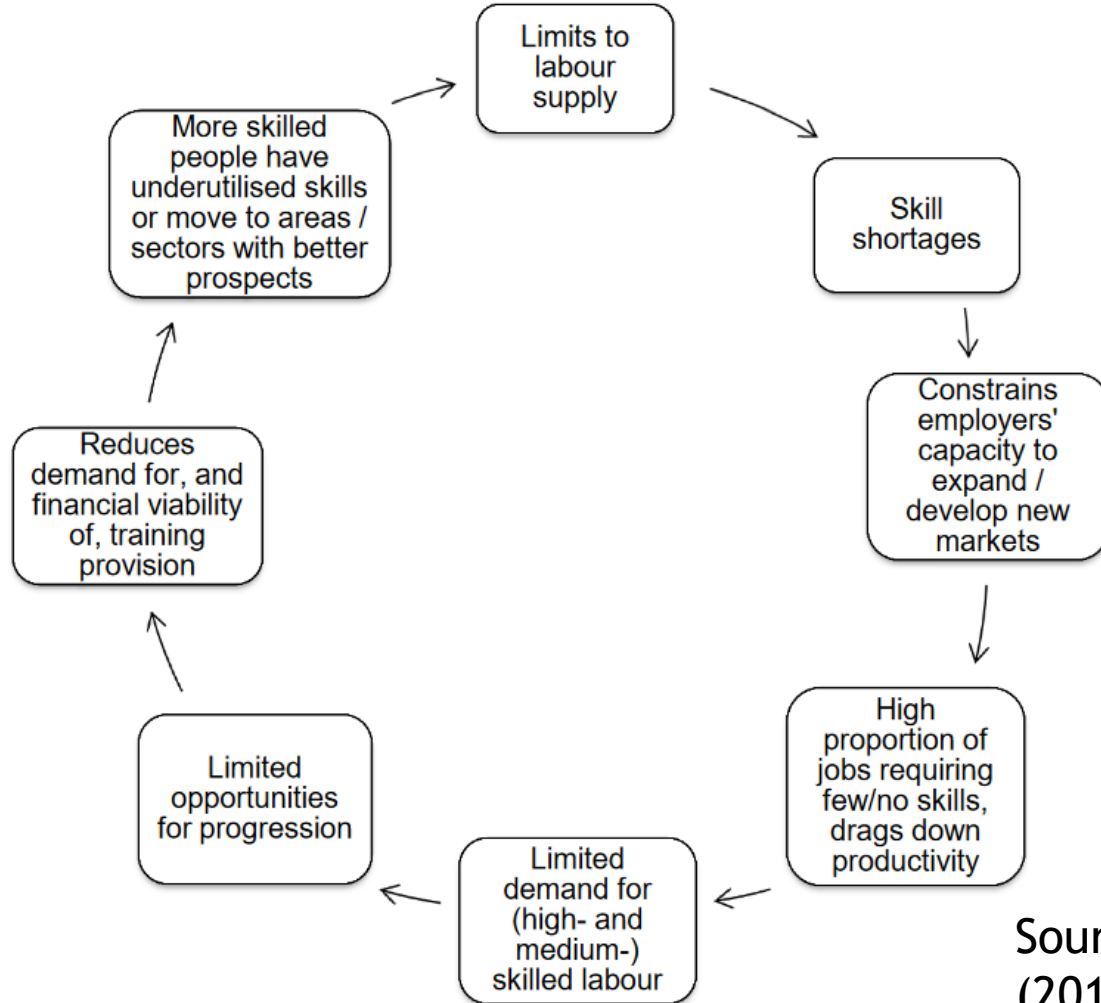 Limits to
labour
supply
Skill
shortages
Constrains
employers'
capacity to
expand /
develop new
markets
High
proportion of
jobs requiring
few/no skills,
drags down
productivity
Limited
demand for
(high- and
medium-)
skilled labour
Limited
opportunities
for progression
Reduces
demand for, and
financial viability
of, training
provision
More skilled
people have
underutilised skills
or move to areas /
sectors with better
prospects